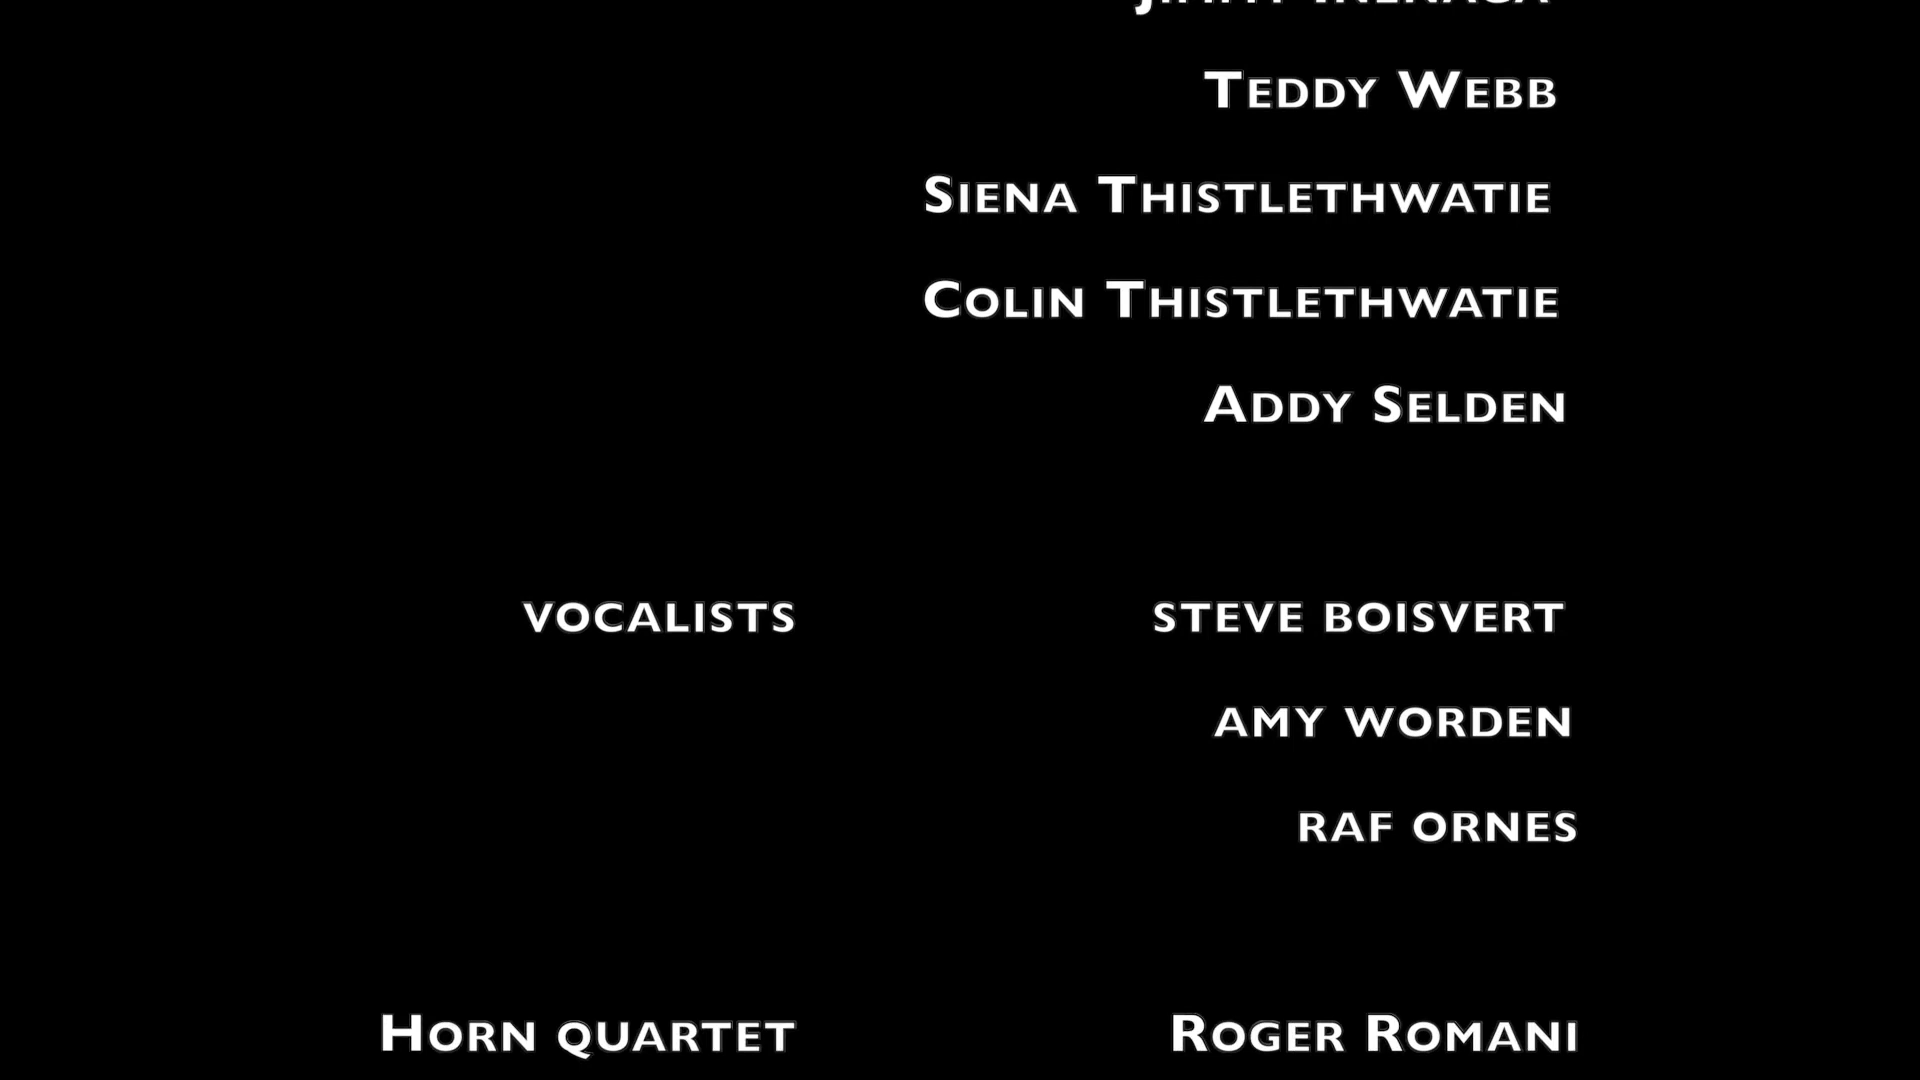 Teddy Webb
Siena Thistlethwatie
Colin Thistlethwatie
Addy Selden
vocalists steve boisvert
amy worden
raf ornes
Horn quartet Roger Romani